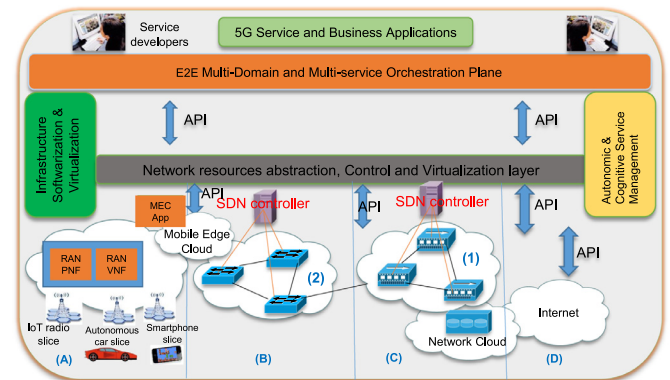 Service
developers
5G Service and Business Applications
E2E Multi-Domain and Multi-service Orchestration Plane
Infrastructure
Softwarization &
Virtualization
API
API
Autonomic &
Cognitive Service
Management
Network resources abstraction, Control and Virtualization layer
MEC
App
API
SDN controller
API
SDN controller
API
Mobile Edge
Cloud
RAN
PNF
RAN
VNF
(2)
(1)
API
IoT radio
slice
Autonomous
car slice
Smartphone
slice
Network Cloud
Internet
(A)
(B)
(C)
(D)